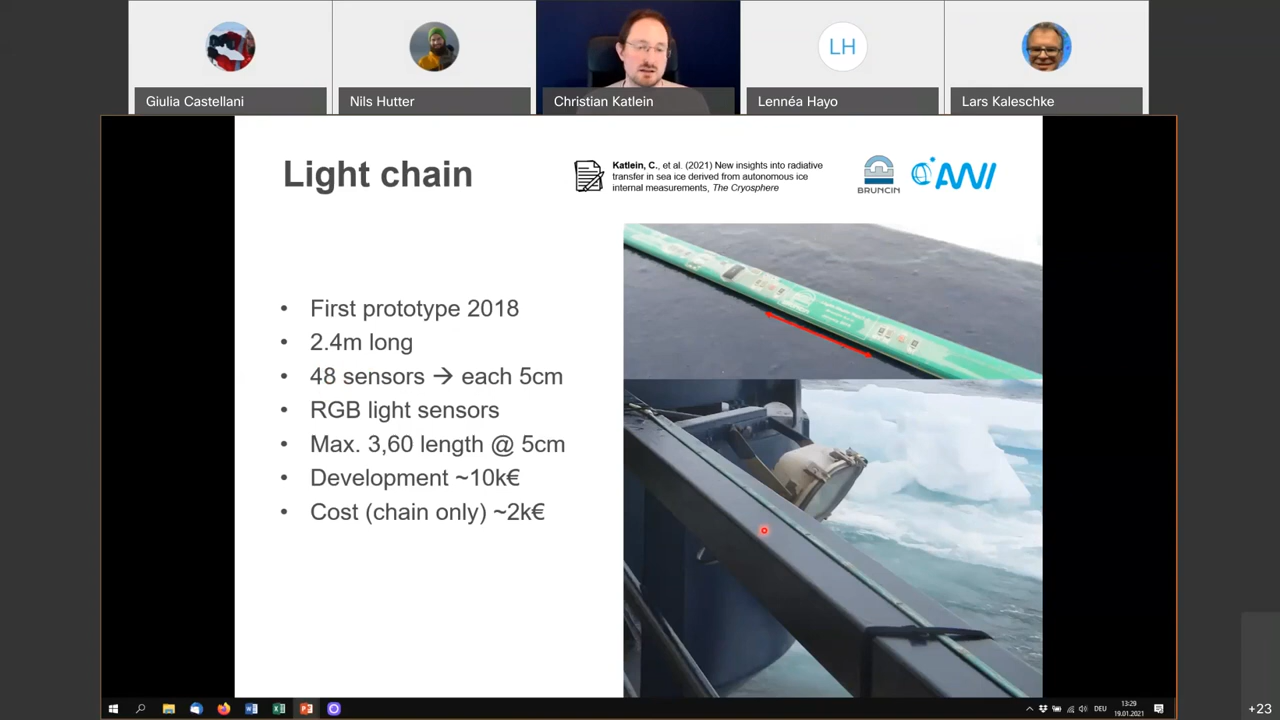 Giulia Castellani
Nils Hutter
Christian Katlein
LH
Lennéa Hayo
Lars Kaleschke
Light chain
Katlein, C., et al. (2021) New insights into radiative
transfer in sea ice derived from autonomous ice
internal measurements, The Cryosphere
BRUNCIN
AWI
• First prototype 2018
• 2.4m long
• 48 sensors → each 5cm
• RGB light sensors
• Max. 3,60 length @ 5cm
• Development ~10k€
• Cost (chain only) ~2k€
DEU
13:29
19.01.2021
+23